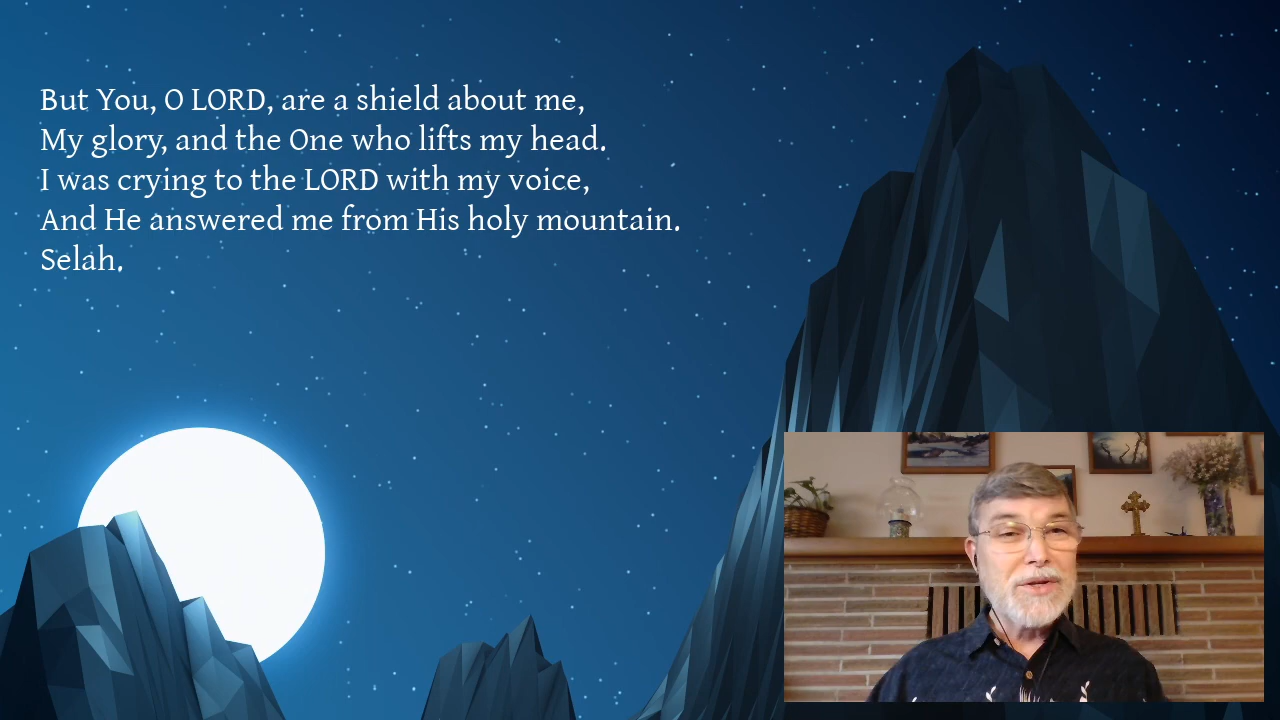 But You, O LORD, are a shield about me,
My glory, and the One who lifts my head.
I was crying to the LORD with my voice,
And He answered me from His holy mountain.
Selah.